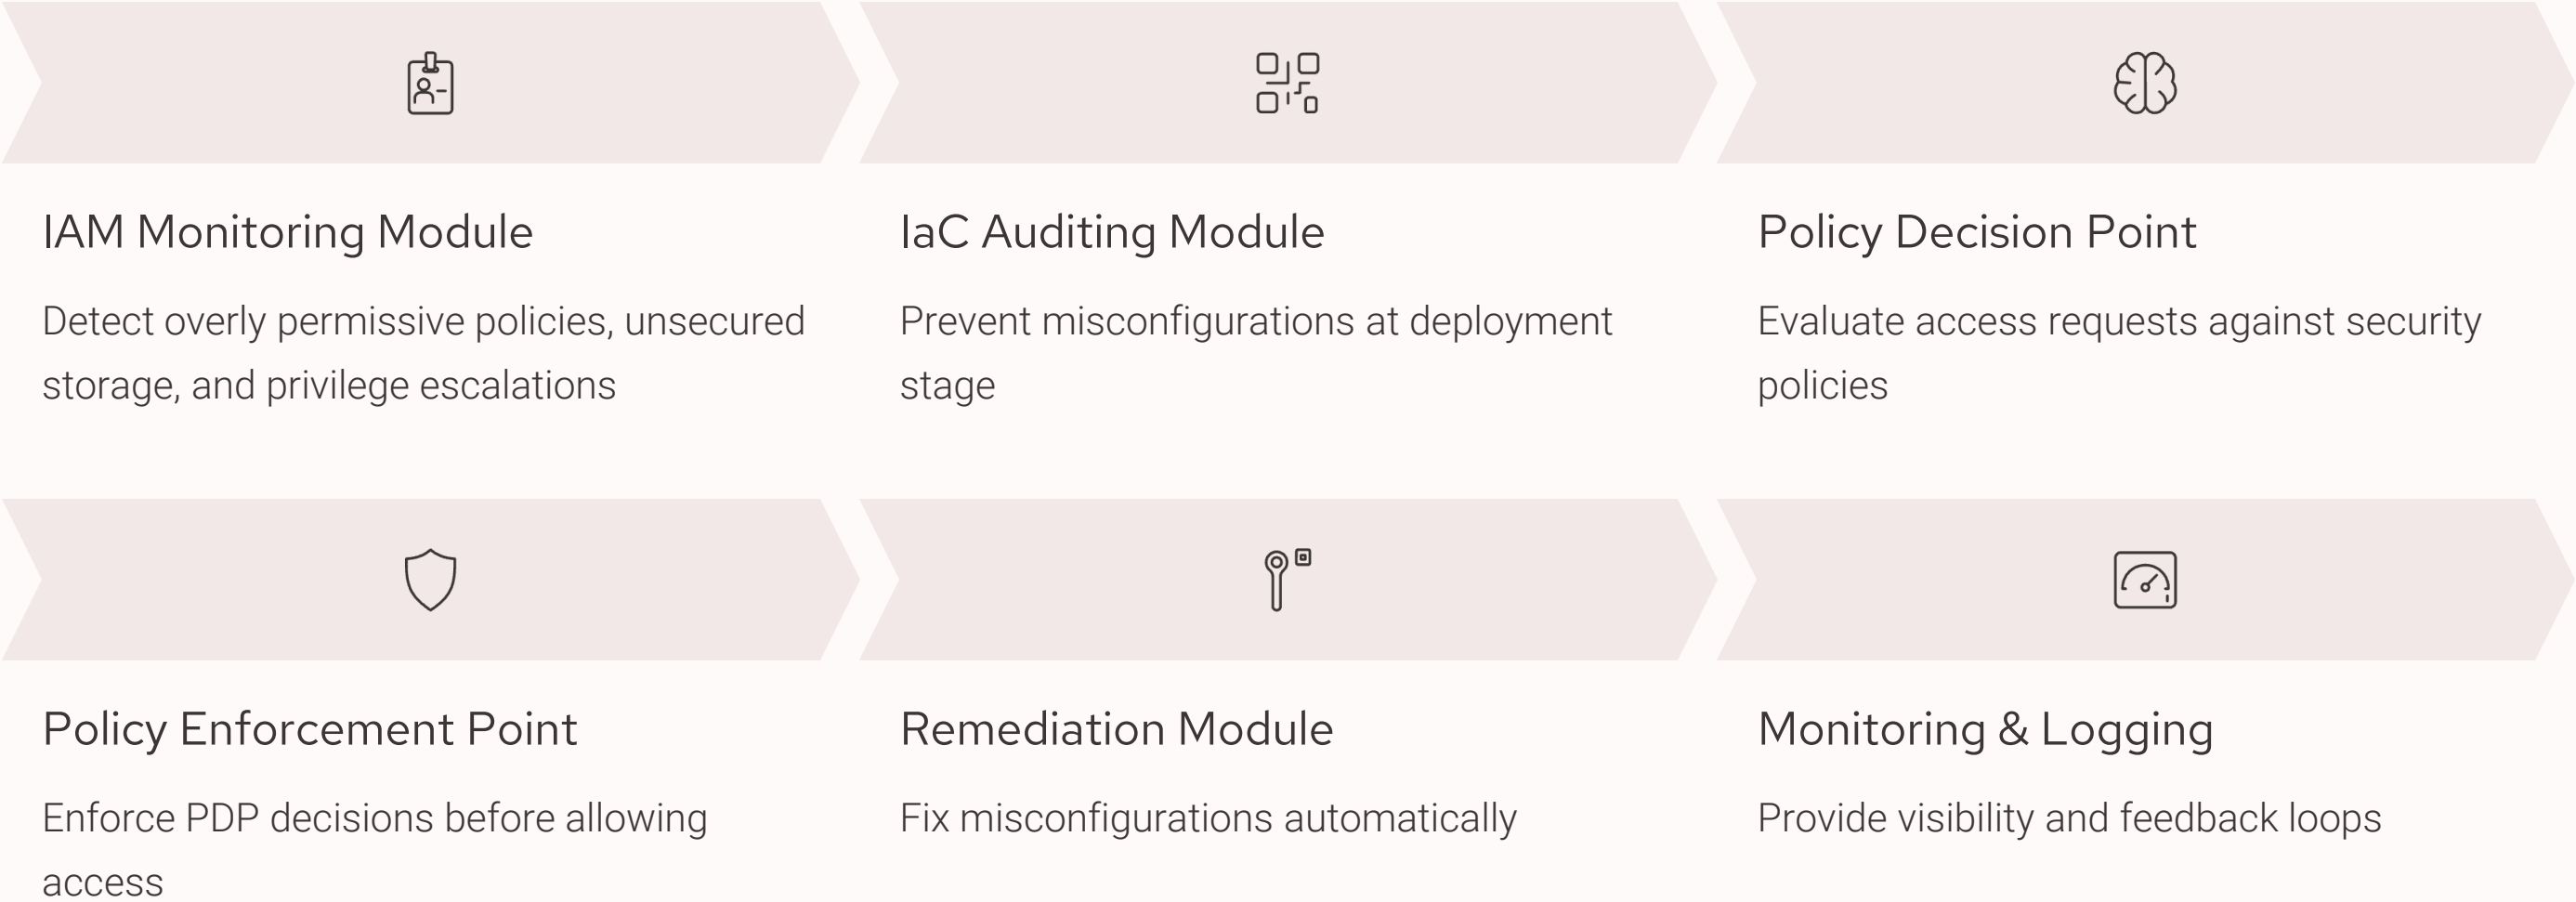 IAM Monitoring Module
Detect overly permissive policies, unsecured
storage, and privilege escalations
IaC Auditing Module
Prevent misconfigurations at deployment
stage
Policy Decision Point
Evaluate access requests against security
policies
Policy Enforcement Point
Enforce PDP decisions before allowing
access
Remediation Module
Fix misconfigurations automatically
Monitoring & Logging
Provide visibility and feedback loops